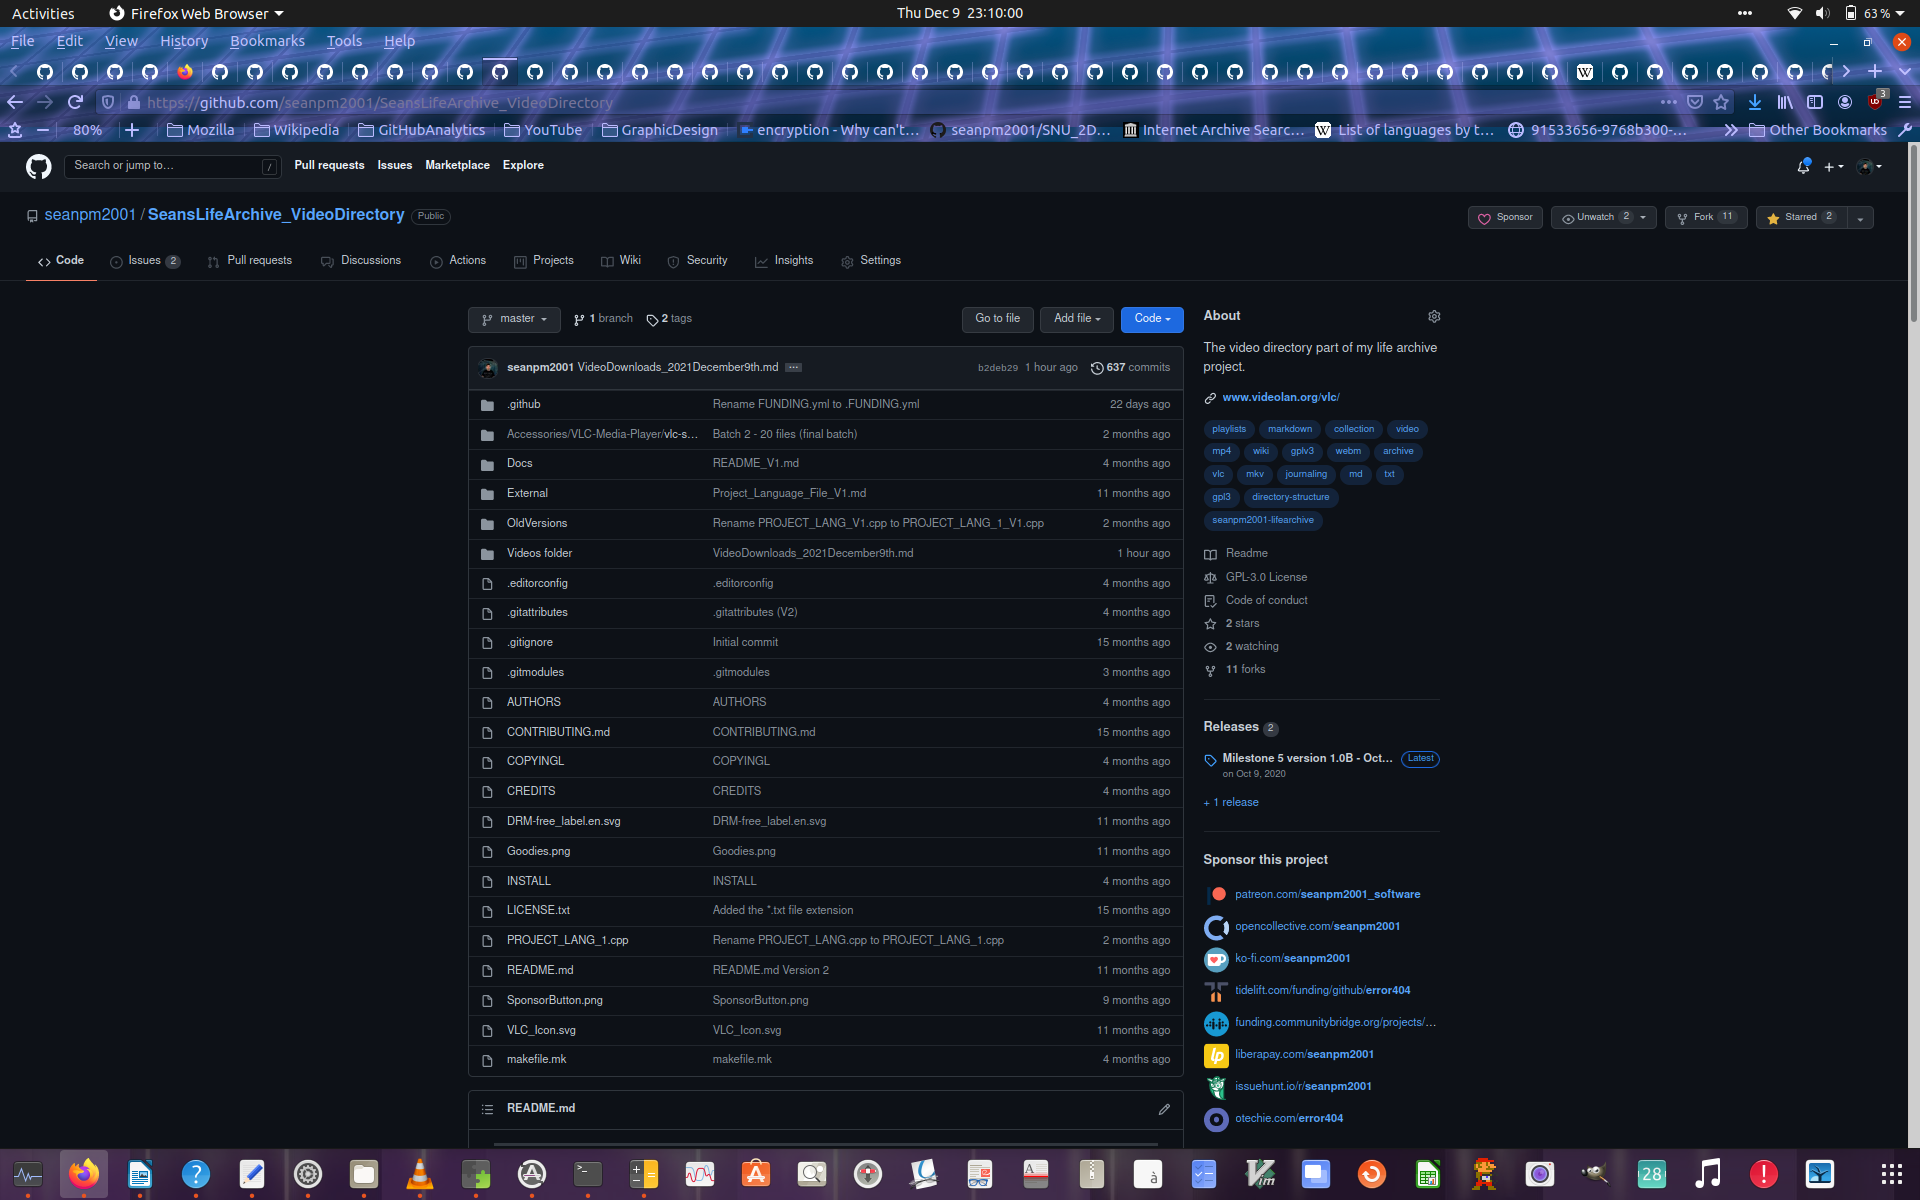 Activities Firefox Web Browser Thu Dec 9 23:10:00 63 %
File Edit View History Bookmarks Tools Help
https://github.com/seanpm2001/SeansLifeArchive_VideoDirectory 3
80% Mozilla Wikipedia GitHubAnalytics YouTube GraphicDesign encryption - Why can't... seanpm2001/SNU_2D... Internet Archive Searc... List of languages by t... 91533656-9768b300-... Other Bookmarks
Search or jump to... / Pull requests Issues Marketplace Explore
seanpm2001 / SeansLifeArchive_VideoDirectory Public Sponsor Unwatch 2 Fork 11 Starred 2
Code Issues 2 Pull requests Discussions Actions Projects Wiki Security Insights Settings
master 1 branch 2 tags Go to file Add file Code
seanpm2001 VideoDownloads_2021December9th.md ... b2deb29 1 hour ago 637 commits
.github Rename FUNDING.yml to .FUNDING.yml 22 days ago
Accessories/VLC-Media-Player/vlc-s... Batch 2 - 20 files (final batch) 2 months ago
Docs README_V1.md 4 months ago
External Project_Language_File_V1.md 11 months ago
OldVersions Rename PROJECT_LANG_V1.cpp to PROJECT_LANG_1_V1.cpp 2 months ago
Videos folder VideoDownloads_2021December9th.md 1 hour ago
.editorconfig .editorconfig 4 months ago
.gitattributes .gitattributes (V2) 4 months ago
.gitignore Initial commit 15 months ago
.gitmodules .gitmodules 3 months ago
AUTHORS AUTHORS 4 months ago
CONTRIBUTING.md CONTRIBUTING.md 15 months ago
COPYINGL COPYINGL 4 months ago
CREDITS CREDITS 4 months ago
DRM-free_label.en.svg DRM-free_label.en.svg 11 months ago
Goodies.png Goodies.png 11 months ago
INSTALL INSTALL 4 months ago
LICENSE.txt Added the *.txt file extension 15 months ago
PROJECT_LANG_1.cpp Rename PROJECT_LANG.cpp to PROJECT_LANG_1.cpp 2 months ago
README.md README.md Version 2 11 months ago
SponsorButton.png SponsorButton.png 9 months ago
VLC_Icon.svg VLC_Icon.svg 11 months ago
makefile.mk makefile.mk 4 months ago
README.md
About
The video directory part of my life archive
project.
www.videolan.org/vlc/
playlists markdown collection video
mp4 wiki gplv3 webm archive
vlc mkv journaling md txt
gpl3 directory-structure
seanpm2001-lifearchive
Readme
GPL-3.0 License
Code of conduct
2 stars
2 watching
11 forks
Releases 2
Milestone 5 version 1.0B - Oct... Latest
on Oct 9, 2020
+ 1 release
Sponsor this project
patreon.com/seanpm2001_software
opencollective.com/seanpm2001
ko-fi.com/seanpm2001
tidelift.com/funding/github/error404
funding.communitybridge.org/projects/...
liberapay.com/seanpm2001
issuehunt.io/r/seanpm2001
otechie.com/error404
28